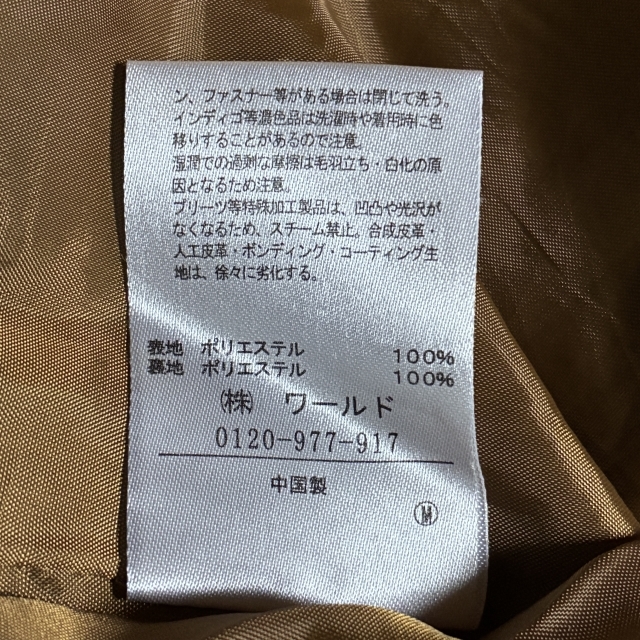 ン、ファスナー等がある場合は閉じて洗う。
インディゴ等濃色品は洗濯時や着用時に色
移りすることがあるので注意。
湿潤での過剰な摩擦は毛羽立ち・白化の原
因となるため注意。
プリーツ等特殊加工製品は、凹凸や光沢が
なくなるため、スチーム禁止。合成皮革・
人工皮革・ボンディング・コーティング生
地は、徐々に劣化する。
表地 ポリエステル 100%
裏地 ポリエステル 100%
(株) ワールド
0120-977-917
中国製
M